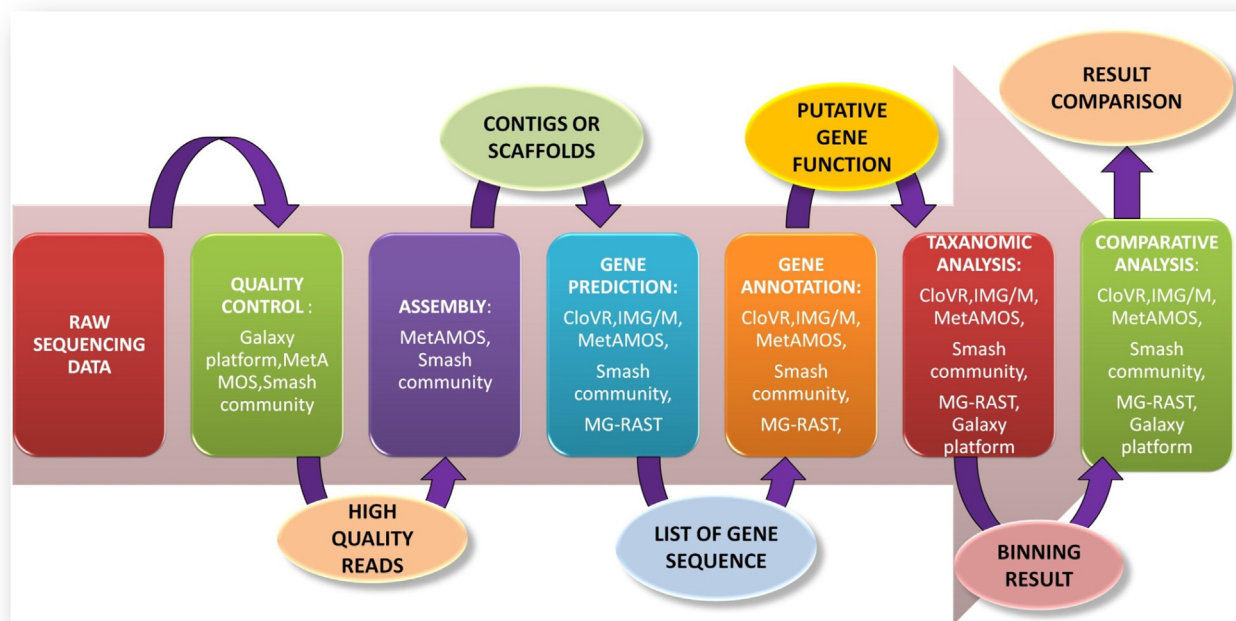 RESULT
COMPARISON
CONTIGS OR
SCAFFOLDS
PUTATIVE
GENE
FUNCTION
RAW
SEQUENCING
DATA
QUALITY
CONTROL :
Galaxy
platform,MetA
MOS,Smash
community
ASSEMBLY:
MetAMOS,
Smash
community
GENE
PREDICTION:
CloVR,IMG/M,
MetAMOS,
Smash
community,
MG-RAST
GENE
ANNOTATION:
CloVR,IMG/M,
MetAMOS,
Smash
community,
MG-RAST,
TAXANOMIC
ANALYSIS:
CloVR,IMG/M,
MetAMOS,
Smash
community,
MG-RAST,
Galaxy
platform
COMPARATIVE
ANALYSIS:
CloVR,IMG/M,
MetAMOS,
Smash
community,
MG-RAST,
Galaxy
platform
HIGH
QUALITY
READS
LIST OF GENE
SEQUENCE
BINNING
RESULT